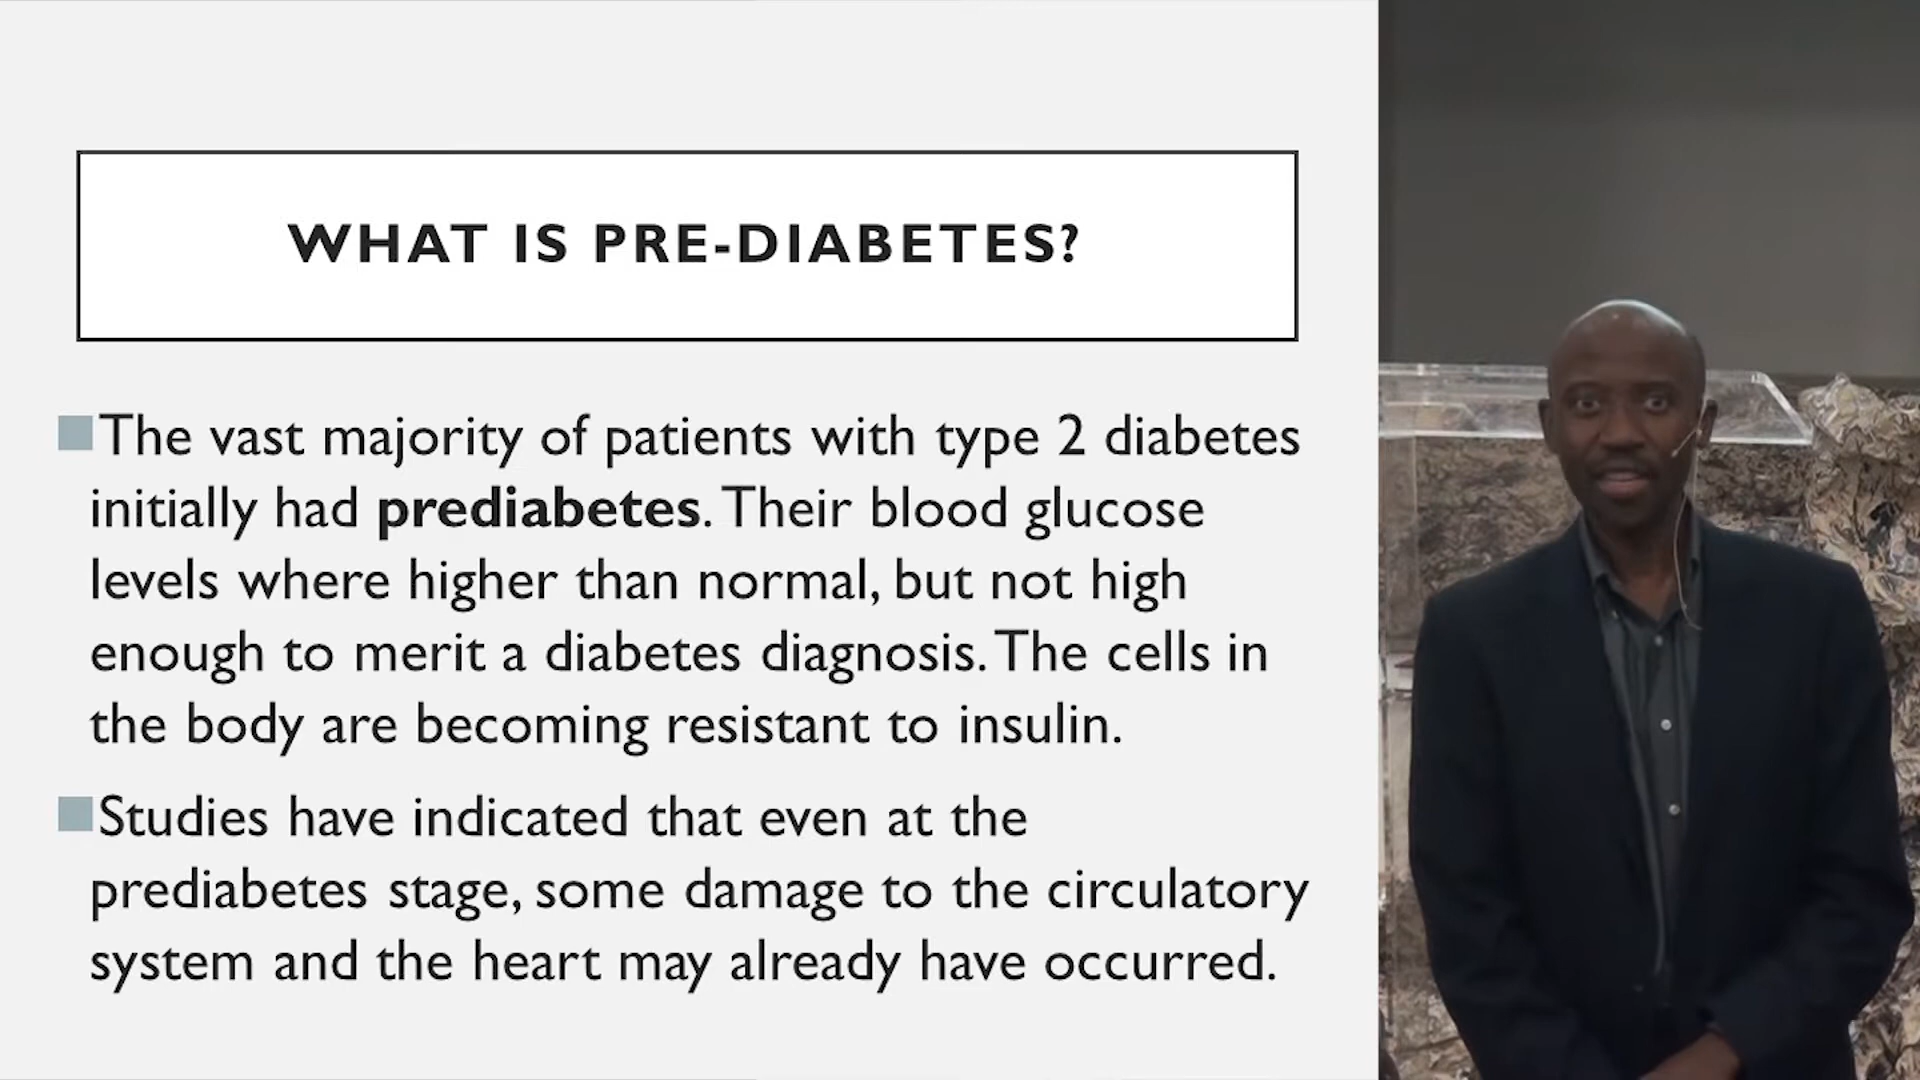 WHAT IS PRE-DIABETES?
The vast majority of patients with type 2 diabetes
initially had prediabetes. Their blood glucose
levels where higher than normal, but not high
enough to merit a diabetes diagnosis. The cells in
the body are becoming resistant to insulin.
Studies have indicated that even at the
prediabetes stage, some damage to the circulatory
system and the heart may already have occurred.